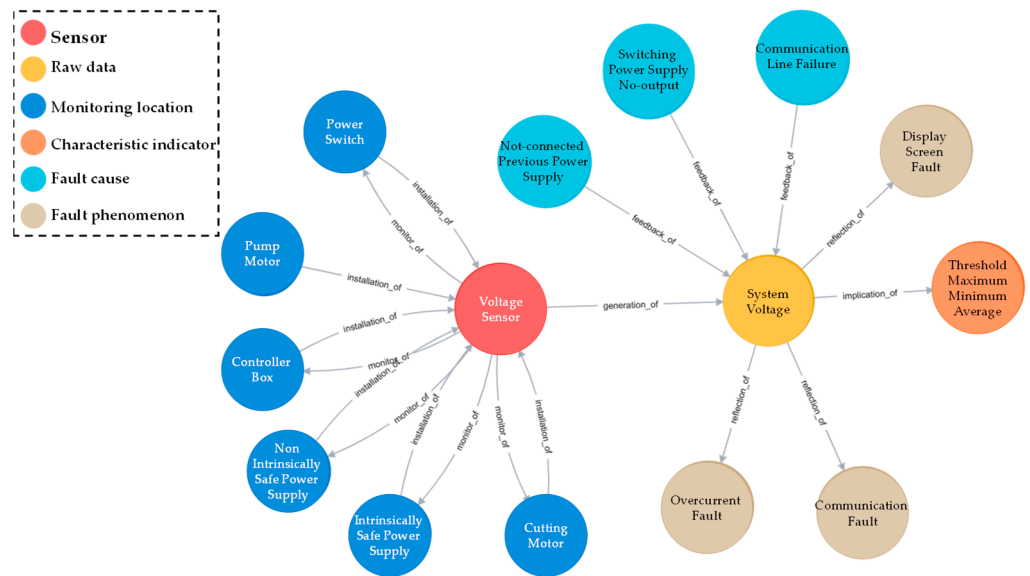 Sensor
Raw data
Monitoring location
Characteristic indicator
Fault cause
Fault phenomenon
Power
Switch
Pump
Motor
Controller
Box
Non
Intrinsically
Safe Power
Supply
Intrinsically
Safe Power
Supply
Cutting
Motor
Voltage
Sensor
installation_of
monitor_of
installation_of
installation_of
monitor_of
installation_of
monitor_of
installation_of
monitor_of
monitor_of
installation_of
generation_of
System
Voltage
Not-connected
Previous Power
Supply
Switching
Power Supply
No-output
Communication
Line Failure
feedback_of
feedback_of
feedback_of
Display
Screen
Fault
reflection_of
Threshold
Maximum
Minimum
Average
implication_of
reflection_of
reflection_of
Overcurrent
Fault
Communication
Fault